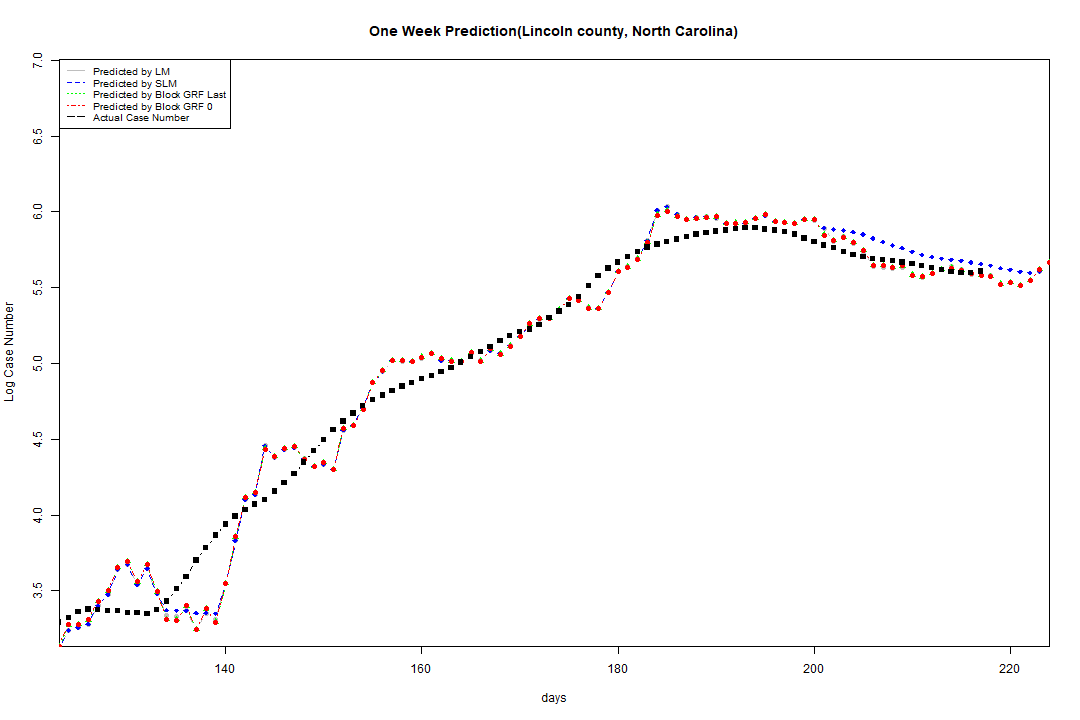 One Week Prediction(Lincoln county, North Carolina)
7.0
6.5
6.0
5.5
5.0
4.5
4.0
3.5
Log Case Number
Predicted by LM
Predicted by SLM
Predicted by Block GRF Last
Predicted by Block GRF 0
Actual Case Number
140 160 180 200 220
days